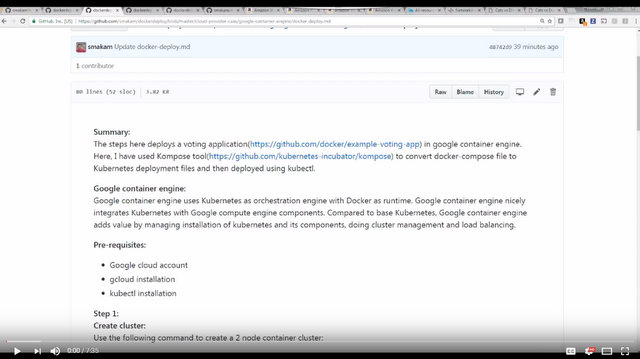 GitHub, Inc. [US] https://github.com/smakam/dockerdeploy/blob/master/cloud-provider-caas/google-container-engine/docker-deploy.md
smakam Update docker-deploy.md 39 minutes ago
1 contributor
80 lines (52 sloc) 3.82 KB Raw Blame History
Summary:
The steps here deploys a voting application(https://github.com/docker/example-voting-app) in google container engine.
Here, I have used Kompose tool(https://github.com/kubernetes-incubator/kompose) to convert docker-compose file to
Kubernetes deployment files and then deployed using kubectl.
Google container engine:
Google container engine uses Kubernetes as orchestration engine with Docker as runtime. Google container engine nicely
integrates Kubernetes with Google compute engine components. Compared to base Kubernetes, Google container engine
adds value by managing installation of kubernetes and its components, doing cluster management and load balancing.
Pre-requisites:
Google cloud account
gcloud installation
kubectl installation
Step 1:
Create cluster:
Use the following command to create a 2 node container cluster:
0:00 / 7:35